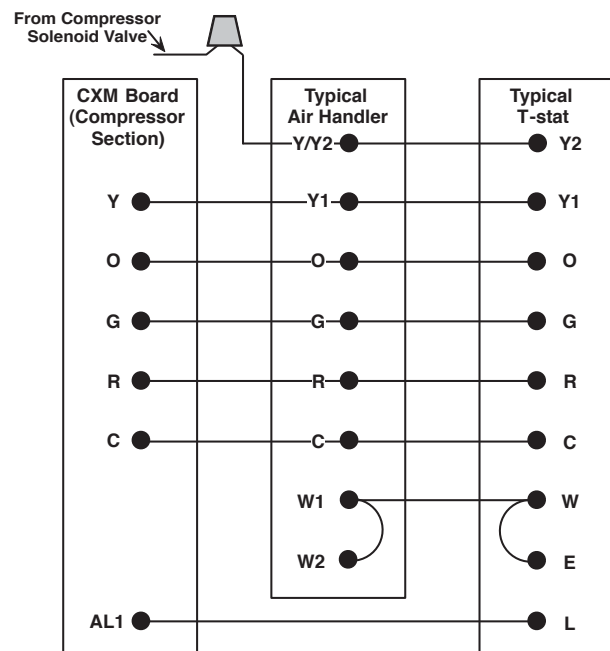 From Compressor
Solenoid Valve
CXM Board
(Compressor
Section)
Typical
Air Handler
Typical
T-stat
Y/Y2 Y2
Y Y1 Y1
O O O
G G G
R R R
C C C
W1 W
W2 E
AL1 L